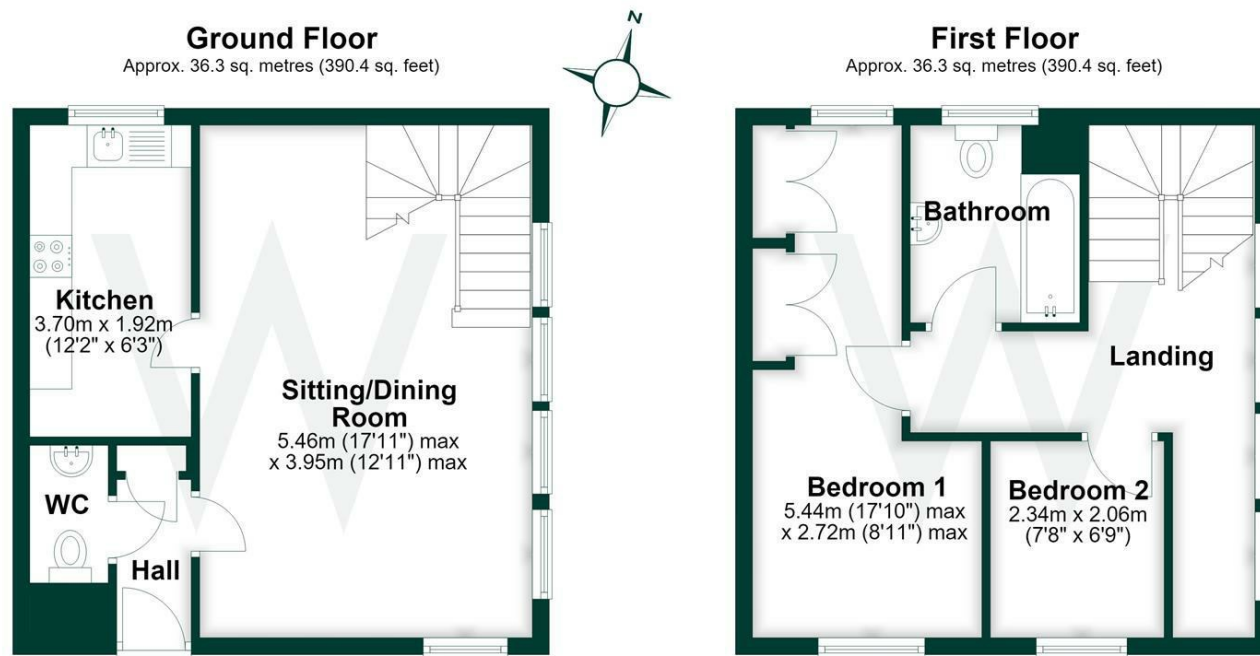 Ground Floor
Approx. 36.3 sq. metres (390.4 sq. feet)
N
Kitchen
3.70m x 1.92m
(12'2" x 6'3")
Sitting/Dining
Room
5.46m (17'11") max
x 3.95m (12'11") max
WC
Hall
First Floor
Approx. 36.3 sq. metres (390.4 sq. feet)
Bathroom
Landing
Bedroom 1
5.44m (17'10") max
x 2.72m (8'11") max
Bedroom 2
2.34m x 2.06m
(7'8" x 6'9")
W
W